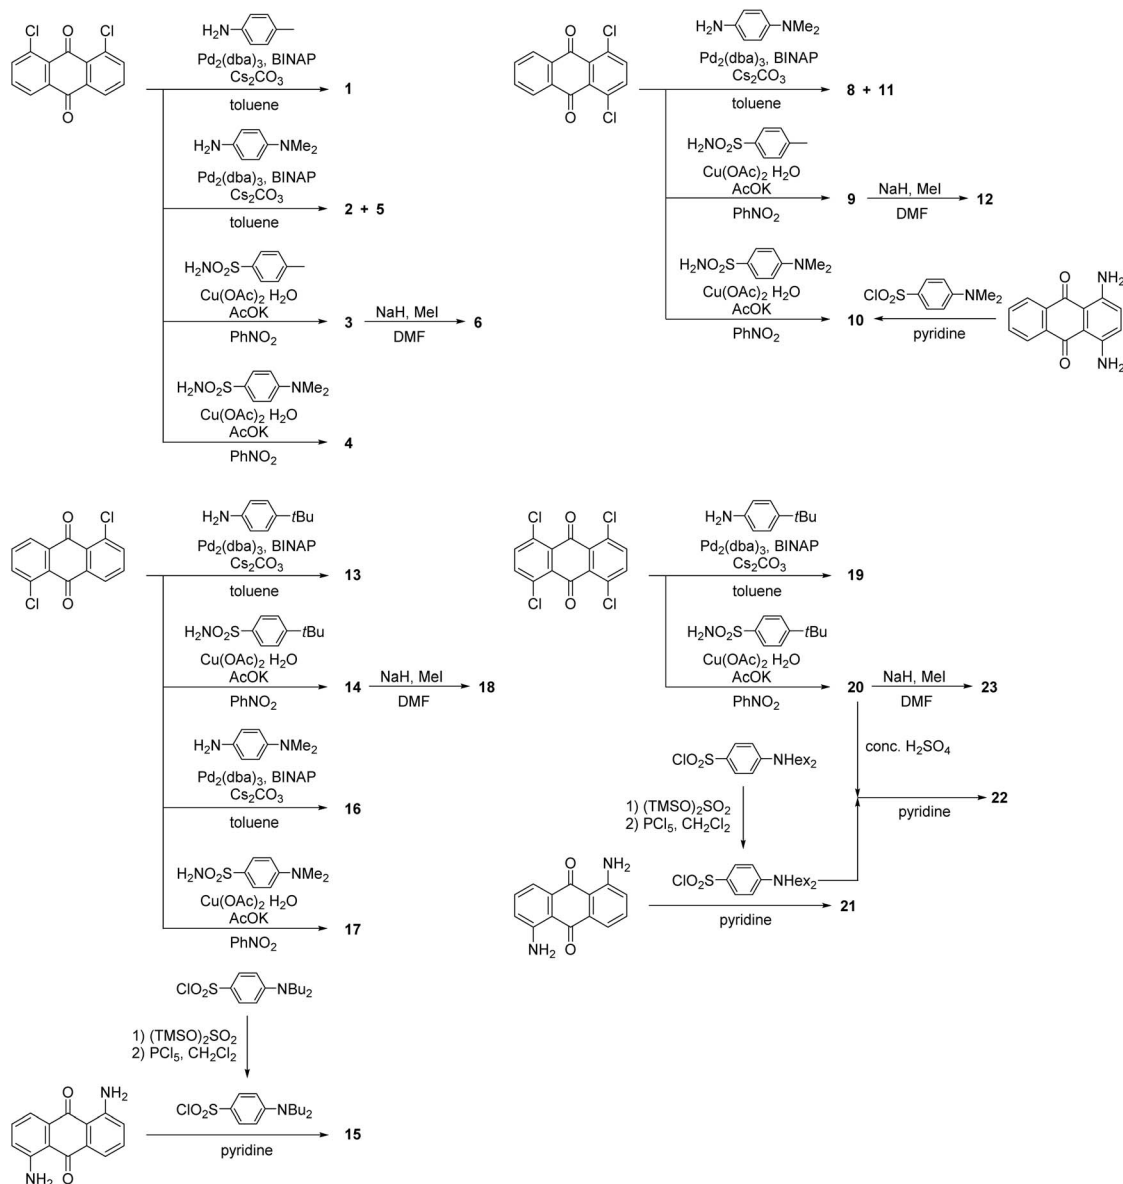 Cl O Cl
O
H₂N
Pd₂(dba)₃, BINAP
Cs₂CO₃
toluene
1
H₂N NMe₂
Pd₂(dba)₃, BINAP
Cs₂CO₃
toluene
2 + 5
H₂NO₂S
Cu(OAc)₂ H₂O
AcOK
PhNO₂
3
NaH, MeI
DMF
6
H₂NO₂S NMe₂
Cu(OAc)₂ H₂O
AcOK
PhNO₂
4
O Cl
O Cl
H₂N NMe₂
Pd₂(dba)₃, BINAP
Cs₂CO₃
toluene
8 + 11
H₂NO₂S
Cu(OAc)₂ H₂O
AcOK
PhNO₂
9
NaH, MeI
DMF
12
H₂NO₂S NMe₂
Cu(OAc)₂ H₂O
AcOK
PhNO₂
10
ClO₂S NMe₂
pyridine
O NH₂
O NH₂
O Cl
Cl O
H₂N tBu
Pd₂(dba)₃, BINAP
Cs₂CO₃
toluene
13
H₂NO₂S tBu
Cu(OAc)₂ H₂O
AcOK
PhNO₂
14
NaH, MeI
DMF
18
H₂N NMe₂
Pd₂(dba)₃, BINAP
Cs₂CO₃
toluene
16
H₂NO₂S NMe₂
Cu(OAc)₂ H₂O
AcOK
PhNO₂
17
ClO₂S NBu₂
1) (TMSO)₂SO₂
2) PCl₅, CH₂Cl₂
ClO₂S NBu₂
O NH₂
NH₂ O
pyridine
15
Cl O Cl
Cl O Cl
H₂N tBu
Pd₂(dba)₃, BINAP
Cs₂CO₃
toluene
19
H₂NO₂S tBu
Cu(OAc)₂ H₂O
AcOK
PhNO₂
20
NaH, MeI
DMF
23
conc. H₂SO₄
pyridine
22
ClO₂S NHex₂
1) (TMSO)₂SO₂
2) PCl₅, CH₂Cl₂
ClO₂S NHex₂
O NH₂
NH₂ O
pyridine
21